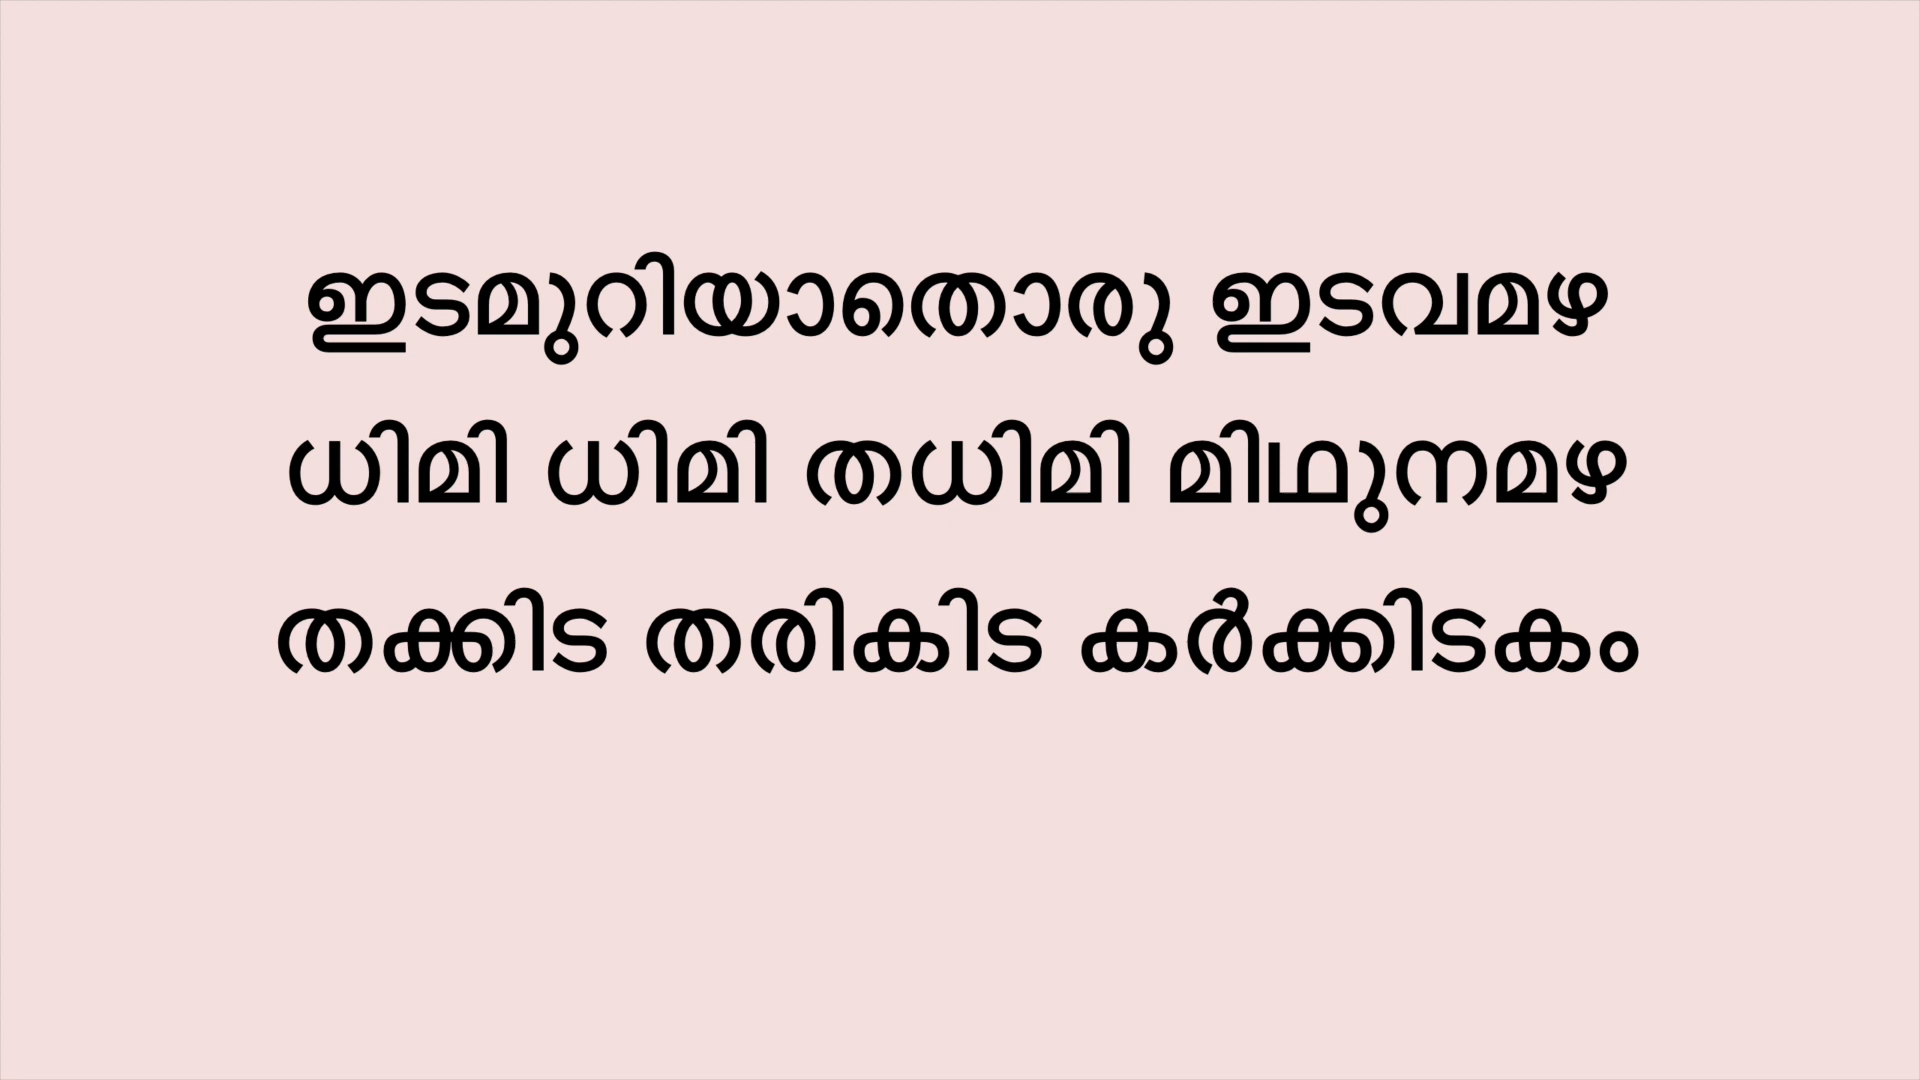 ഇടമുറിയാതൊരു ഇടവമഴ
ധിമി ധിമി തധിമി മിഥുനമഴ
തക്കിട തരികിട കർക്കിടകം